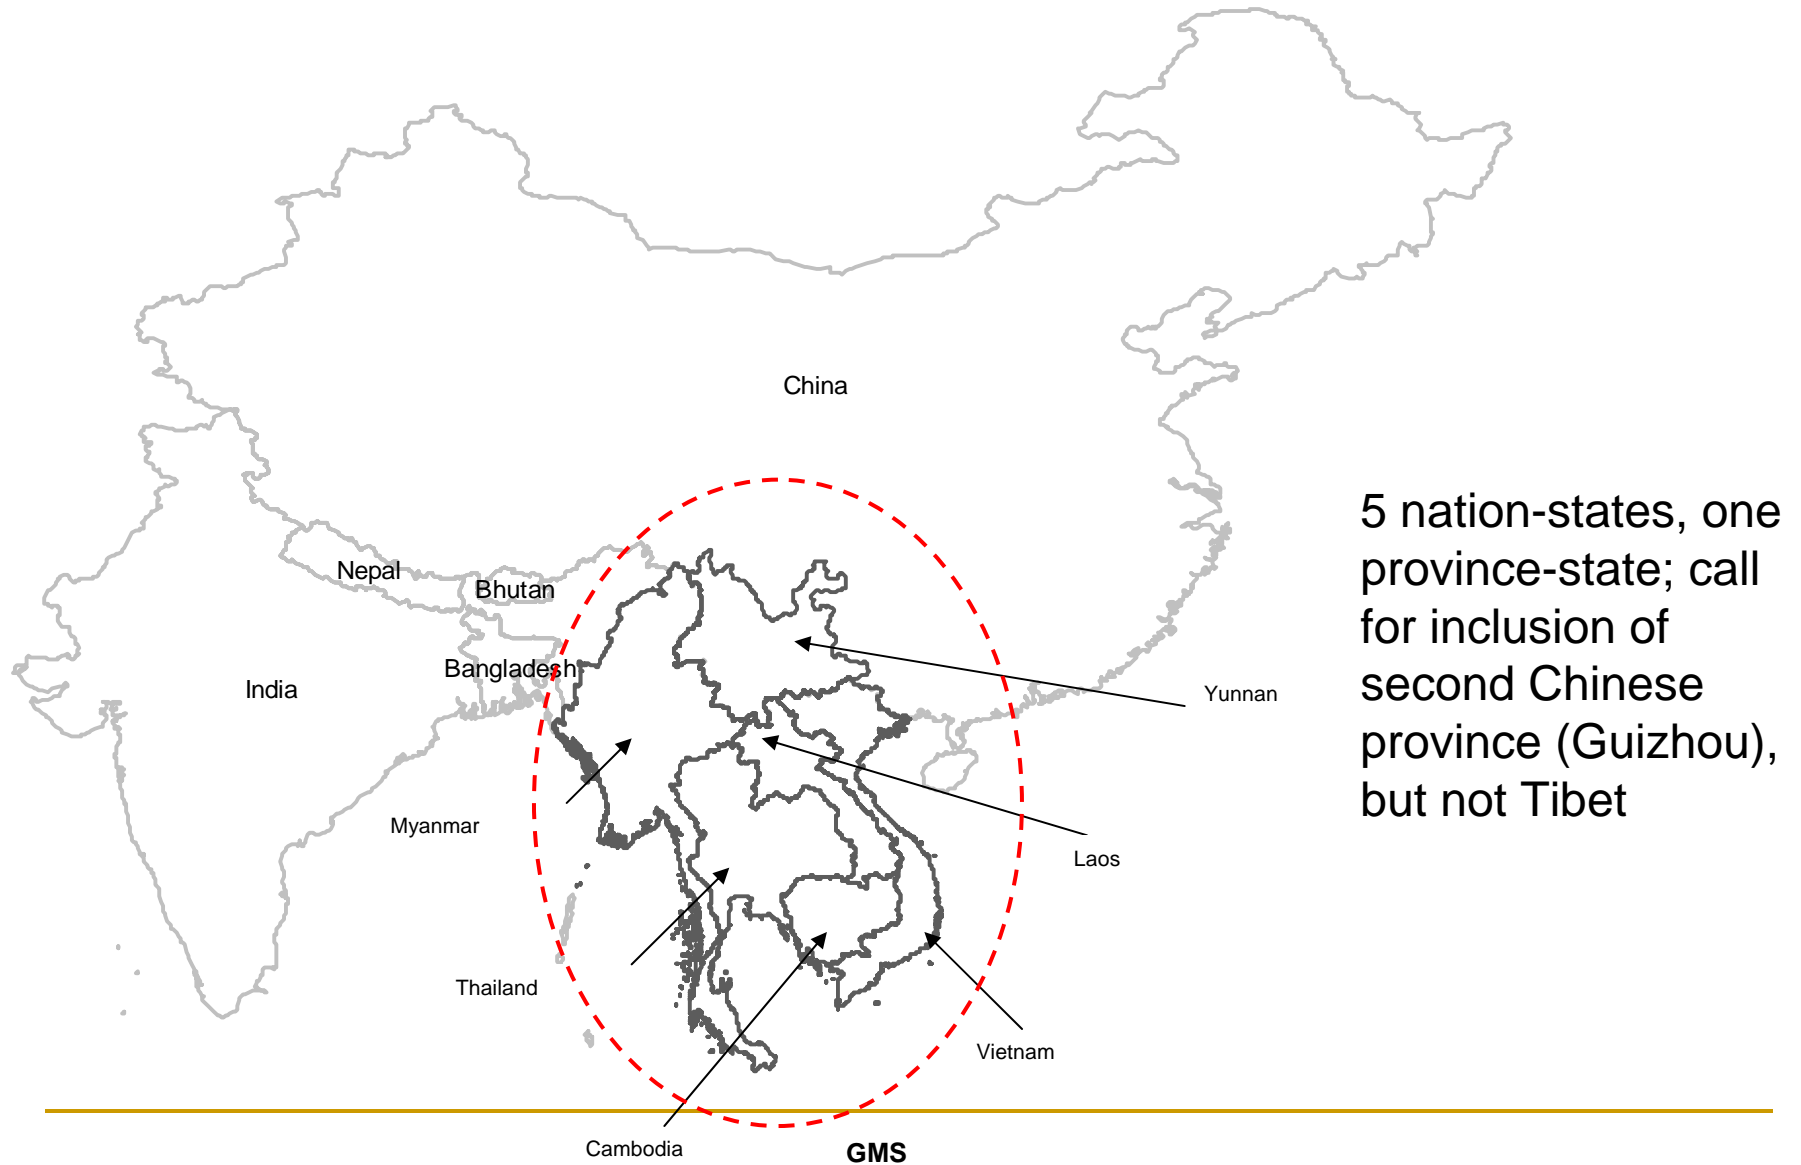 China
5 nation-states, one
province-state; call
for inclusion of
second Chinese
province (Guizhou),
but not Tibet
Nepal
Bhutan
Bangladesh
India
Yunnan
Myanmar
Laos
Thailand
Vietnam
Cambodia
GMS